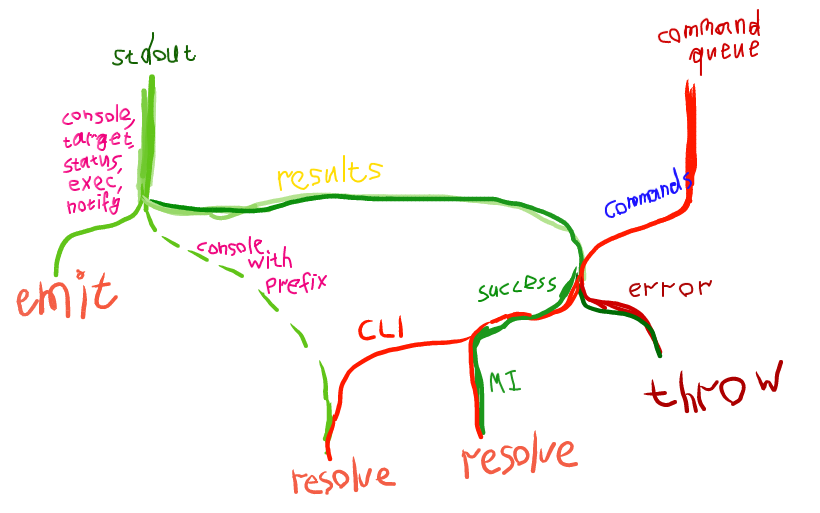 stdout
command
queue
console,
target,
status,
exec,
notify
results
commands
console
with
prefix
emit
success
error
CLI
MI
throw
resolve
resolve